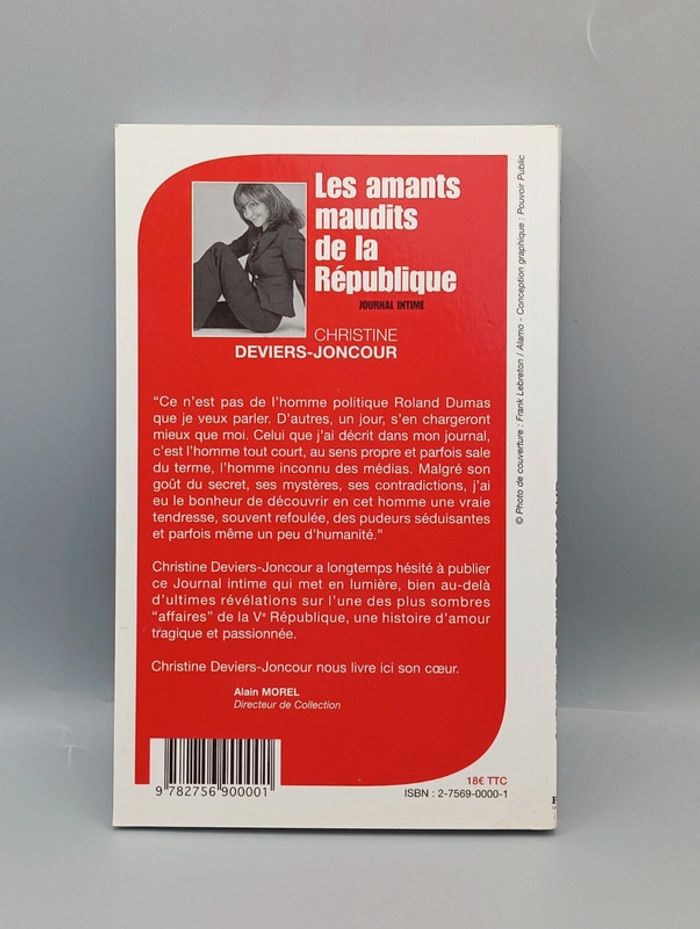 Les amants
maudits
de la
République
JOURNAL INTIME
CHRISTINE
DEVIERS-JONCOUR
“Ce n’est pas de l’homme politique Roland Dumas
que je veux parler. D’autres, un jour, s’en chargeront
mieux que moi. Celui que j’ai décrit dans mon journal,
c’est l’homme tout court, au sens propre et parfois sale
du terme, l’homme inconnu des médias. Malgré son
goût du secret, ses mystères, ses contradictions, j’ai
eu le bonheur de découvrir en cet homme une vraie
tendresse, souvent refoulée, des pudeurs séduisantes
et parfois même un peu d’humanité.”
Christine Deviers-Joncour a longtemps hésité à publier
ce Journal intime qui met en lumière, bien au-delà
d’ultimes révélations sur l’une des plus sombres
“affaires” de la Ve République, une histoire d’amour
tragique et passionnée.
Christine Deviers-Joncour nous livre ici son cœur.
Alain MOREL
Directeur de Collection
9 782756 900001
18€ TTC
ISBN : 2-7569-0000-1
© Photo de couverture : Frank Lebreton / Alamo - Conception graphique : Pouvoir Public